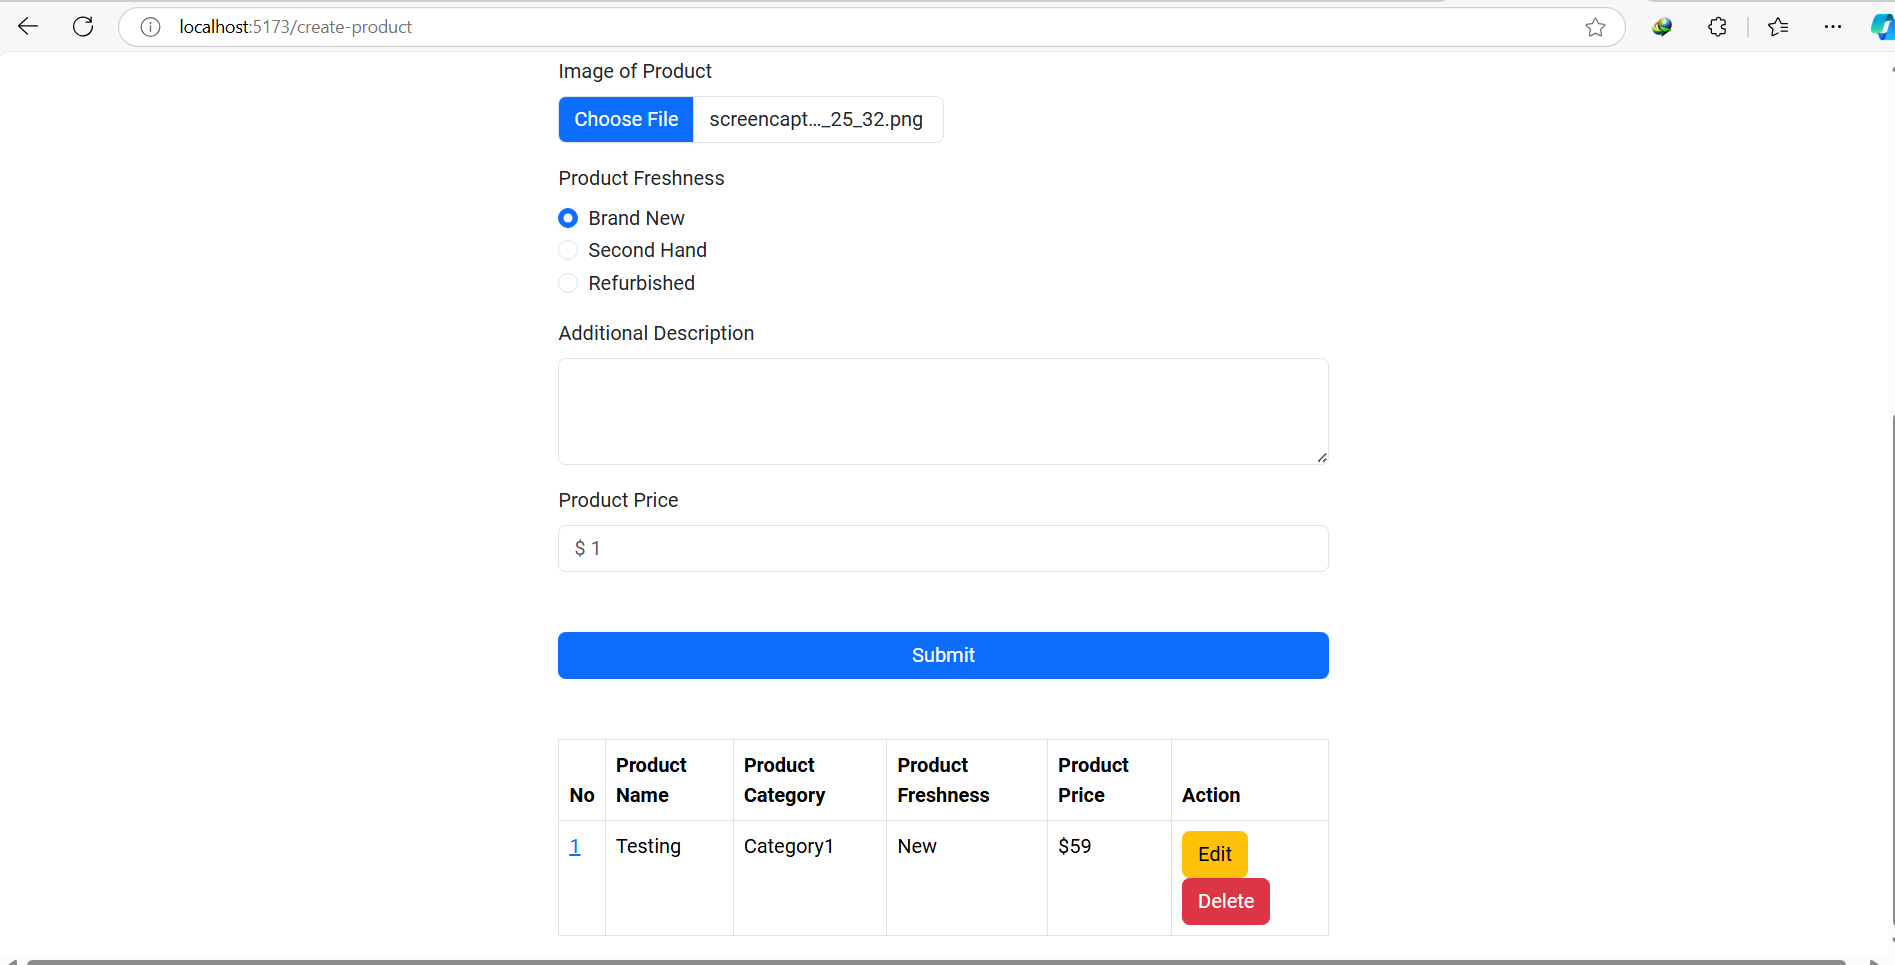 localhost:5173/create-product
Image of Product
Choose File screencapt..._25_32.png
Product Freshness
Brand New
Second Hand
Refurbished
Additional Description
Product Price
$ 1
Submit
No Product Name Product Category Product Freshness Product Price Action
1 Testing Category1 New $59 Edit
Delete